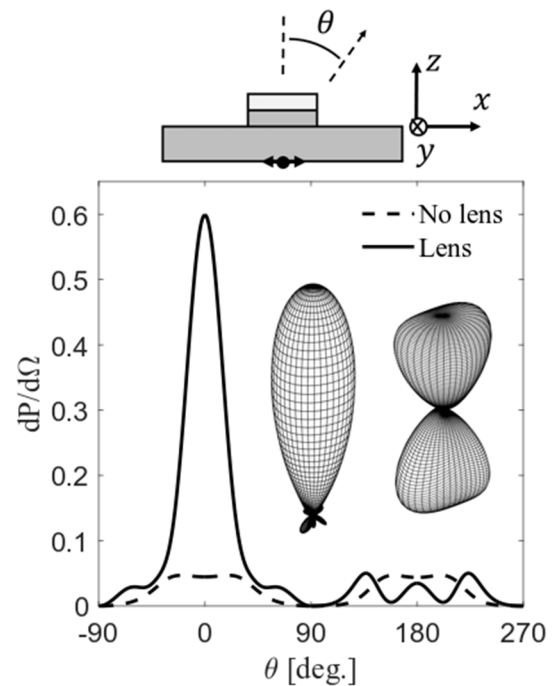 θ
z
x
y
0.6
0.5
0.4
0.3
0.2
0.1
0
dP/dΩ
No lens
Lens
-90 0 90 180 270
θ [deg.]